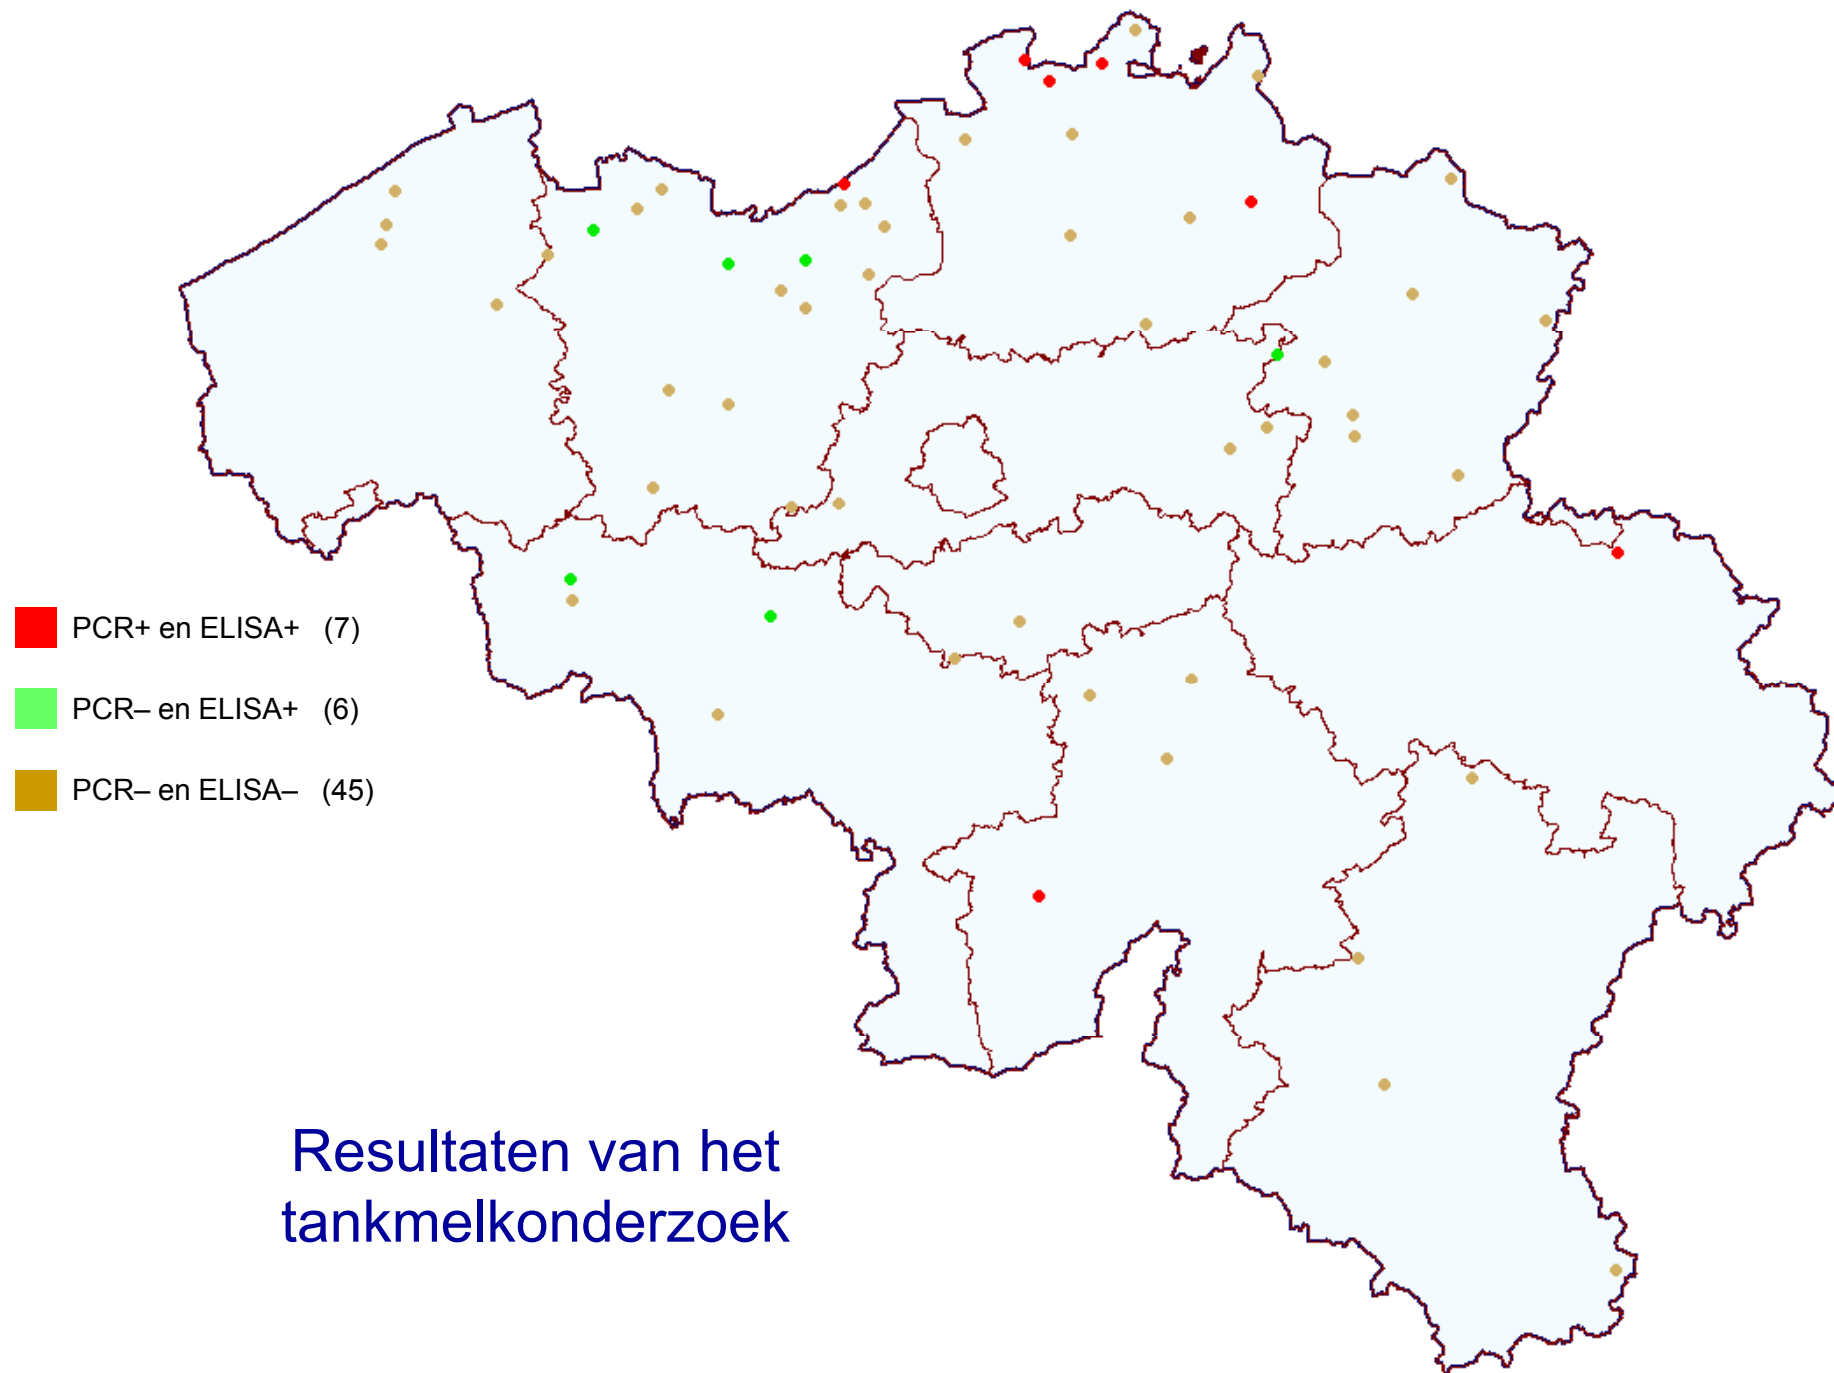 PCR+ en ELISA+ (7)
PCR– en ELISA+ (6)
PCR– en ELISA– (45)
Resultaten van het
tankmelkonderzoek